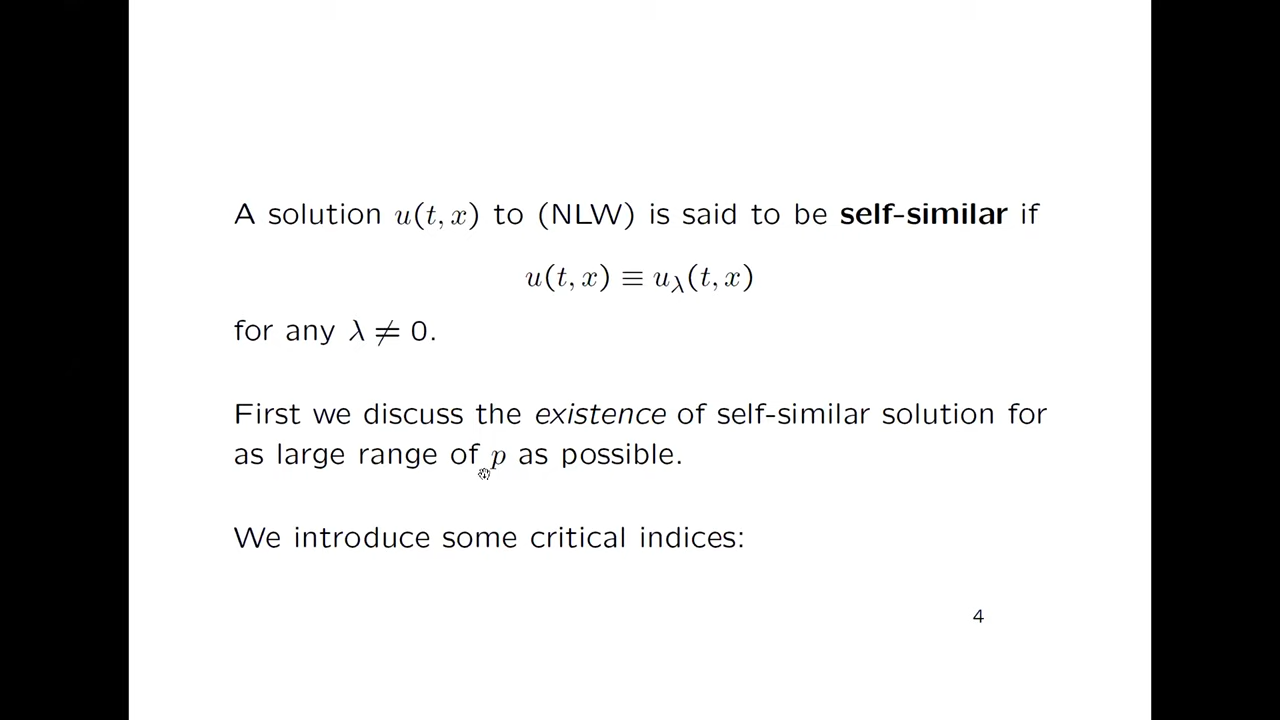 A solution u(t, x) to (NLW) is said to be self-similar if
u(t, x) ≡ u_λ(t, x)
for any λ ≠ 0.
First we discuss the existence of self-similar solution for
as large range of p as possible.
We introduce some critical indices:
4